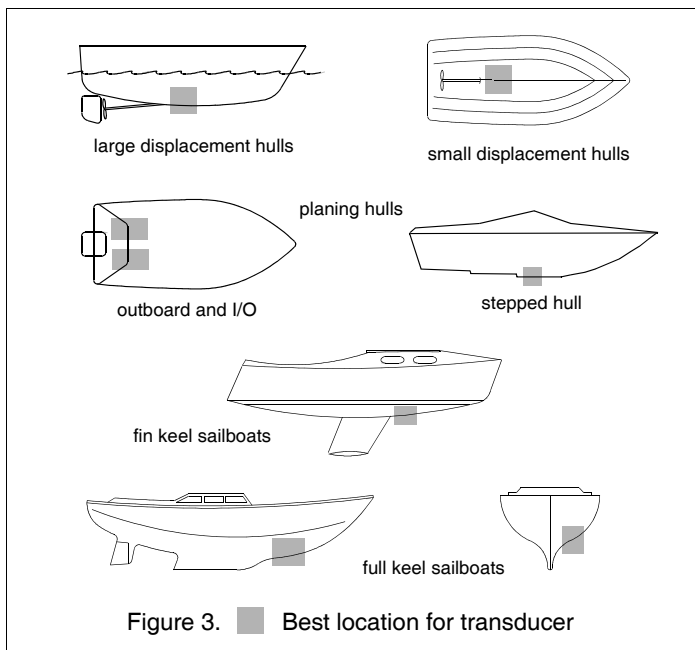 large displacement hulls
small displacement hulls
planing hulls
outboard and I/O
stepped hull
fin keel sailboats
full keel sailboats
Figure 3. Best location for transducer